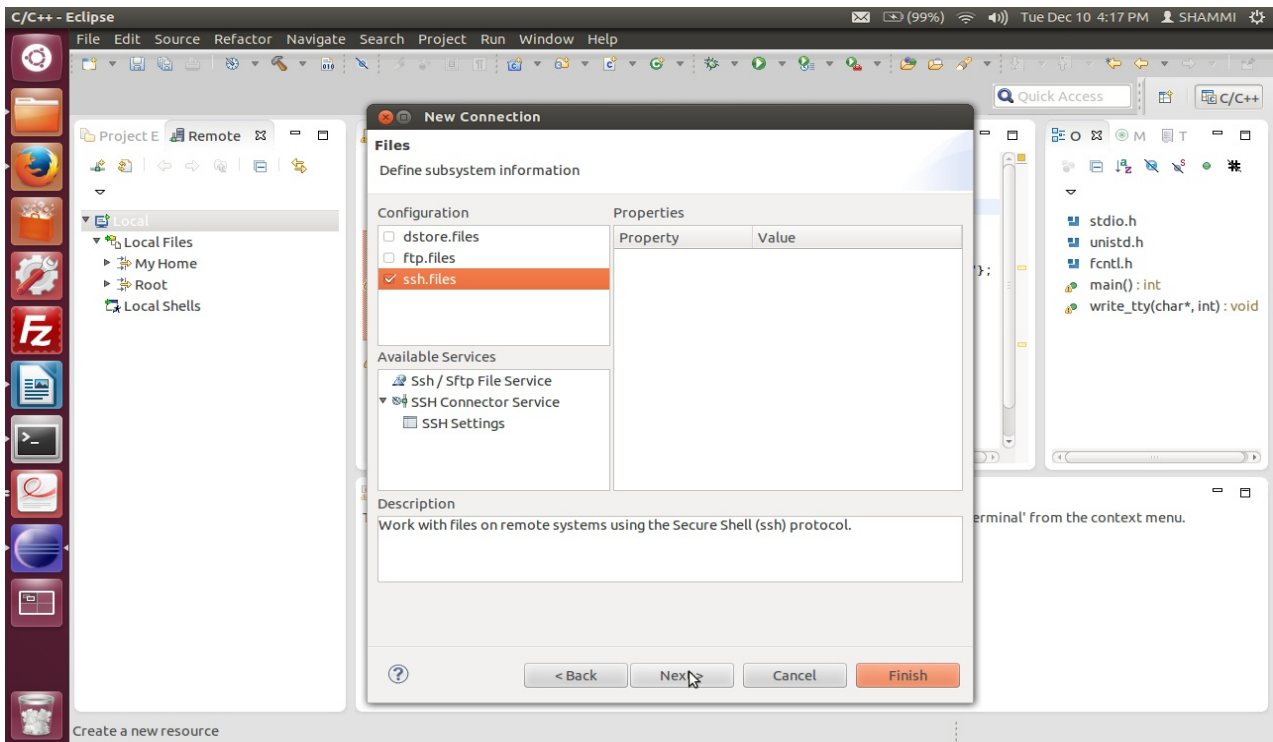 C/C++ - Eclipse
(99%)
Tue Dec 10 4:17 PM
SHAMMI
File Edit Source Refactor Navigate Search Project Run Window Help
Quick Access
C/C++
Project E
Remote
O
M
T
Local
Local Files
My Home
Root
Local Shells
New Connection
Files
Define subsystem information
Configuration
dstore.files
ftp.files
ssh.files
Properties
Property
Value
Available Services
Ssh / Sftp File Service
SSH Connector Service
SSH Settings
Description
Work with files on remote systems using the Secure Shell (ssh) protocol.
< Back
Next >
Cancel
Finish
"};
stdio.h
unistd.h
fcntl.h
main() : int
write_tty(char*, int) : void
erminal' from the context menu.
Create a new resource